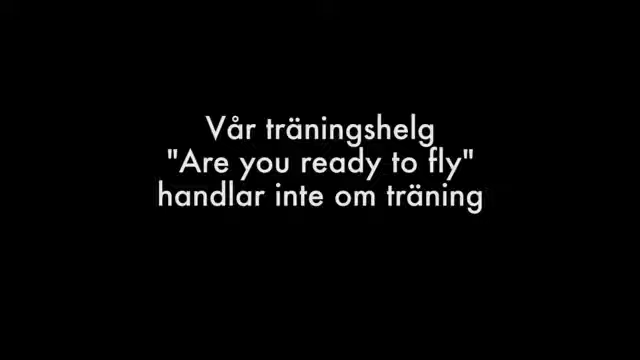 Vår träningshelg
"Are you ready to fly"
handlar inte om träning